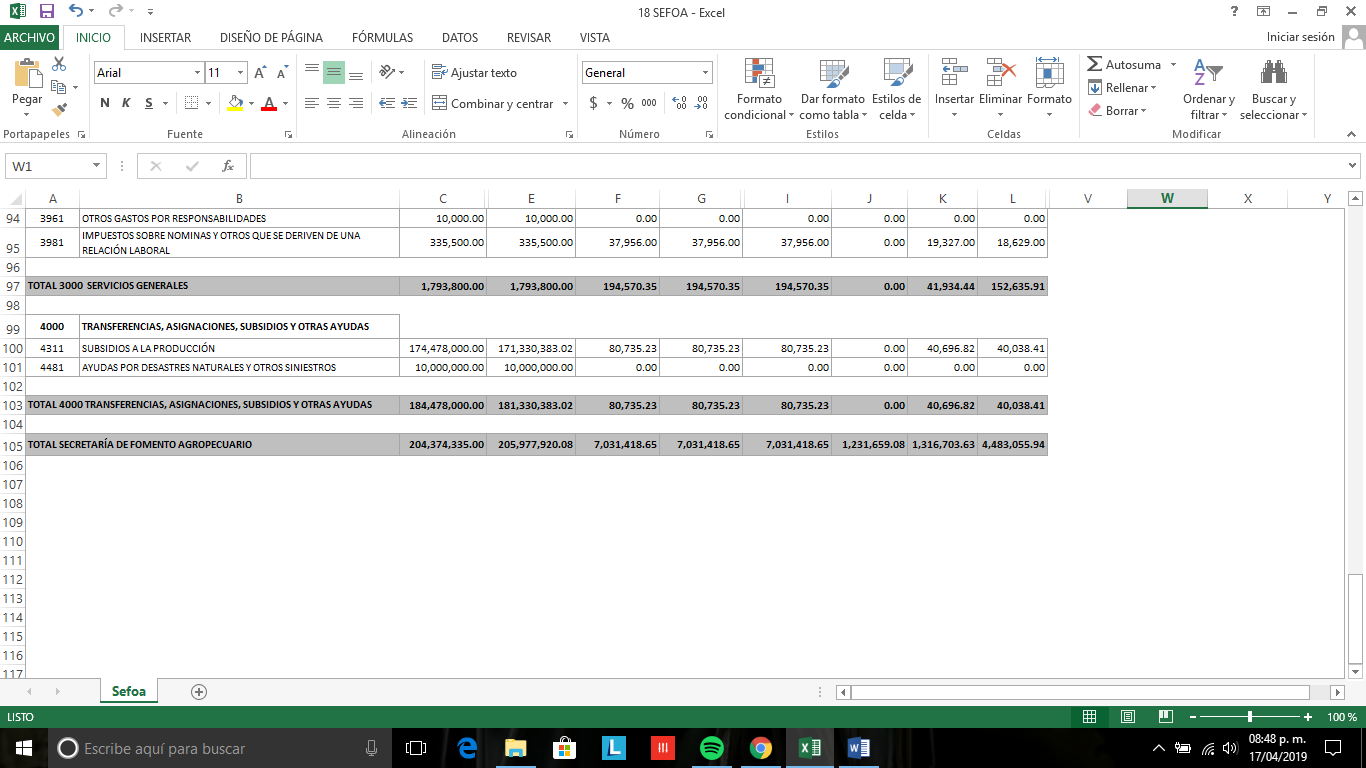 18 SEFOA - Excel
ARCHIVO INICIO INSERTAR DISEÑO DE PÁGINA FÓRMULAS DATOS REVISAR VISTA Iniciar sesión
Arial 11 Ajustar texto General Autosuma
Pegar Formato condicional Dar formato como tabla Estilos de celda Insertar Eliminar Formato Rellenar Ordenar y filtrar Buscar y seleccionar
N K S Combinar y centrar $ % 000 Borrar
Portapapeles Fuente Alineación Número Estilos Celdas Modificar
W1 fx
A B C E F G I J K L V W X Y
94 3961 OTROS GASTOS POR RESPONSABILIDADES 10,000.00 10,000.00 0.00 0.00 0.00 0.00 0.00 0.00
95 3981 IMPUESTOS SOBRE NOMINAS Y OTROS QUE SE DERIVEN DE UNA RELACIÓN LABORAL 335,500.00 335,500.00 37,956.00 37,956.00 37,956.00 0.00 19,327.00 18,629.00
96
97 TOTAL 3000 SERVICIOS GENERALES 1,793,800.00 1,793,800.00 194,570.35 194,570.35 194,570.35 0.00 41,934.44 152,635.91
98
99 4000 TRANSFERENCIAS, ASIGNACIONES, SUBSIDIOS Y OTRAS AYUDAS
100 4311 SUBSIDIOS A LA PRODUCCIÓN 174,478,000.00 171,330,383.02 80,735.23 80,735.23 80,735.23 0.00 40,696.82 40,038.41
101 4481 AYUDAS POR DESASTRES NATURALES Y OTROS SINIESTROS 10,000,000.00 10,000,000.00 0.00 0.00 0.00 0.00 0.00 0.00
102
103 TOTAL 4000 TRANSFERENCIAS, ASIGNACIONES, SUBSIDIOS Y OTRAS AYUDAS 184,478,000.00 181,330,383.02 80,735.23 80,735.23 80,735.23 0.00 40,696.82 40,038.41
104
105 TOTAL SECRETARÍA DE FOMENTO AGROPECUARIO 204,374,335.00 205,977,920.08 7,031,418.65 7,031,418.65 7,031,418.65 1,231,659.08 1,316,703.63 4,483,055.94
106
107
108
109
110
111
112
113
114
115
116
117
Sefoa
LISTO 100 %
Escribe aquí para buscar 08:48 p. m.
17/04/2019